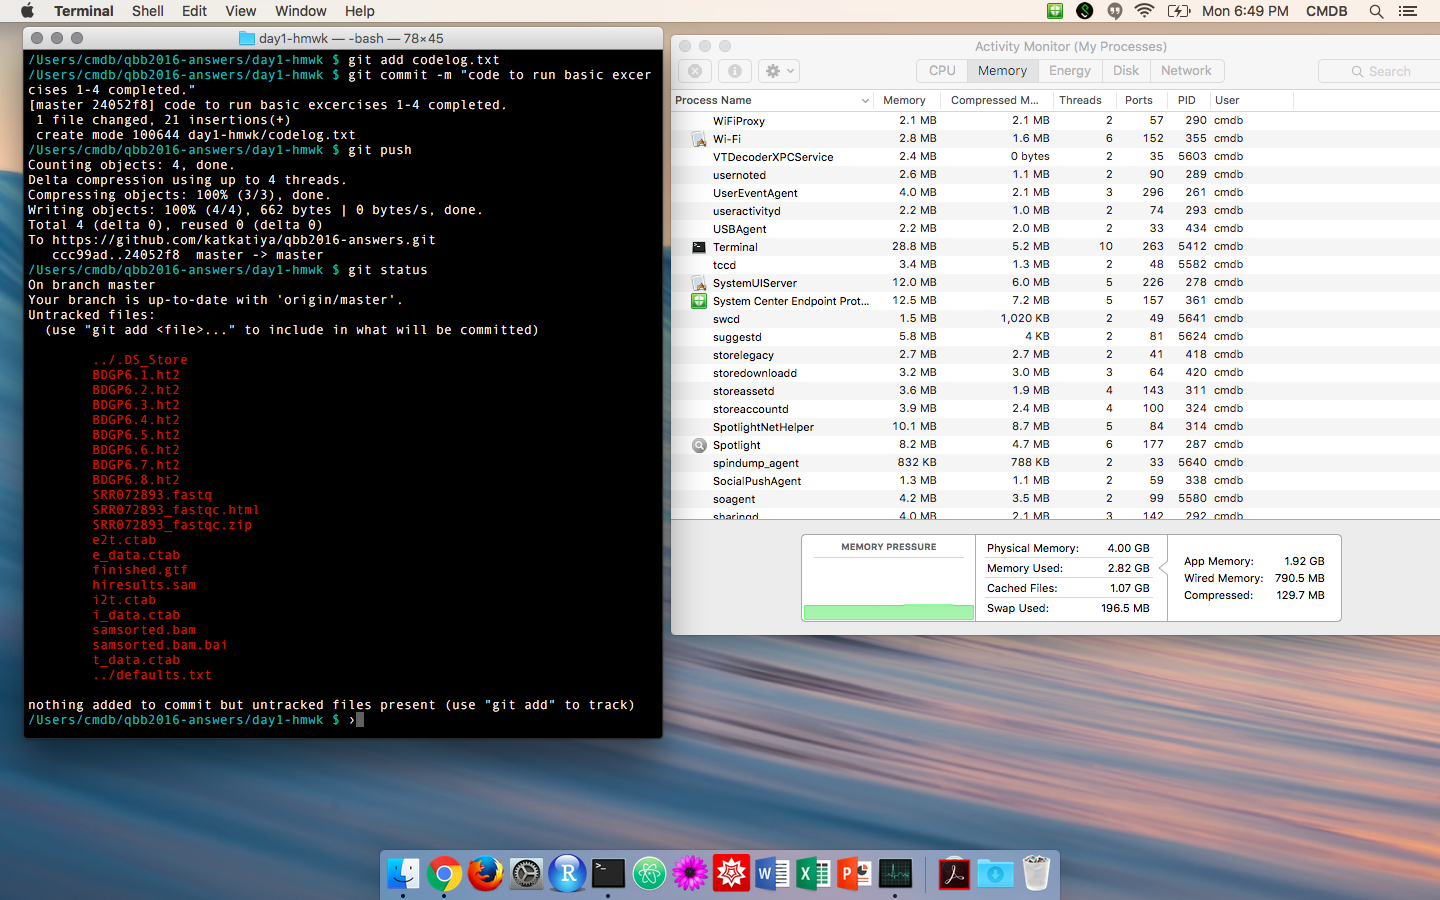 Terminal Shell Edit View Window Help
Mon 6:49 PM CMDB
day1-hmwk — -bash — 78×45
/Users/cmdb/qbb2016-answers/day1-hmwk $ git add codelog.txt
/Users/cmdb/qbb2016-answers/day1-hmwk $ git commit -m "code to run basic excer
cises 1-4 completed."
[master 24052f8] code to run basic excercises 1-4 completed.
1 file changed, 21 insertions(+)
create mode 100644 day1-hmwk/codelog.txt
/Users/cmdb/qbb2016-answers/day1-hmwk $ git push
Counting objects: 4, done.
Delta compression using up to 4 threads.
Compressing objects: 100% (3/3), done.
Writing objects: 100% (4/4), 662 bytes | 0 bytes/s, done.
Total 4 (delta 0), reused 0 (delta 0)
To https://github.com/katkatiya/qbb2016-answers.git
ccc99ad..24052f8 master -> master
/Users/cmdb/qbb2016-answers/day1-hmwk $ git status
On branch master
Your branch is up-to-date with 'origin/master'.
Untracked files:
(use "git add <file>..." to include in what will be committed)
../.DS_Store
BDGP6.1.ht2
BDGP6.2.ht2
BDGP6.3.ht2
BDGP6.4.ht2
BDGP6.5.ht2
BDGP6.6.ht2
BDGP6.7.ht2
BDGP6.8.ht2
SRR072893.fastq
SRR072893_fastqc.html
SRR072893_fastqc.zip
e2t.ctab
e_data.ctab
finished.gtf
hiresults.sam
i2t.ctab
i_data.ctab
samsorted.bam
samsorted.bam.bai
t_data.ctab
../defaults.txt
nothing added to commit but untracked files present (use "git add" to track)
/Users/cmdb/qbb2016-answers/day1-hmwk $ ›
Activity Monitor (My Processes)
CPU Memory Energy Disk Network Search
Process Name Memory Compressed M... Threads Ports PID User
WiFiProxy 2.1 MB 2.1 MB 2 57 290 cmdb
Wi-Fi 2.8 MB 1.6 MB 6 152 355 cmdb
VTDecoderXPCService 2.4 MB 0 bytes 2 35 5603 cmdb
usernoted 2.6 MB 1.1 MB 2 90 289 cmdb
UserEventAgent 4.0 MB 2.1 MB 3 296 261 cmdb
useractivityd 2.2 MB 1.0 MB 2 74 293 cmdb
USBAgent 2.2 MB 2.0 MB 2 33 434 cmdb
Terminal 28.8 MB 5.2 MB 10 263 5412 cmdb
tccd 3.4 MB 1.3 MB 2 48 5582 cmdb
SystemUIServer 12.0 MB 6.0 MB 5 226 278 cmdb
System Center Endpoint Prot... 12.5 MB 7.2 MB 5 157 361 cmdb
swcd 1.5 MB 1,020 KB 2 49 5641 cmdb
suggestd 5.8 MB 4 KB 2 81 5624 cmdb
storelegacy 2.7 MB 2.7 MB 2 41 418 cmdb
storedownloadd 3.2 MB 3.0 MB 3 64 420 cmdb
storeassetd 3.6 MB 1.9 MB 4 143 311 cmdb
storeaccountd 3.9 MB 2.4 MB 4 100 324 cmdb
SpotlightNetHelper 10.1 MB 8.7 MB 5 84 314 cmdb
Spotlight 8.2 MB 4.7 MB 6 177 287 cmdb
spindump_agent 832 KB 788 KB 2 33 5640 cmdb
SocialPushAgent 1.3 MB 1.1 MB 2 59 338 cmdb
soagent 4.2 MB 3.5 MB 2 99 5580 cmdb
sharingd 4.0 MB 2.1 MB 3 142 292 cmdb
MEMORY PRESSURE
Physical Memory: 4.00 GB
Memory Used: 2.82 GB
Cached Files: 1.07 GB
Swap Used: 196.5 MB
App Memory: 1.92 GB
Wired Memory: 790.5 MB
Compressed: 129.7 MB